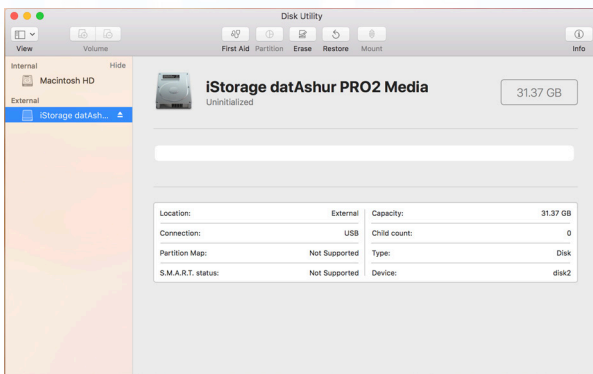 Disk Utility
View Volume First Aid Partition Erase Restore Mount Info
Internal Hide
Macintosh HD
External
iStorage datAsh...
iStorage datAshur PRO2 Media
Uninitialized
31.37 GB
Location: External Capacity: 31.37 GB
Connection: USB Child count: 0
Partition Map: Not Supported Type: Disk
S.M.A.R.T. status: Not Supported Device: disk2